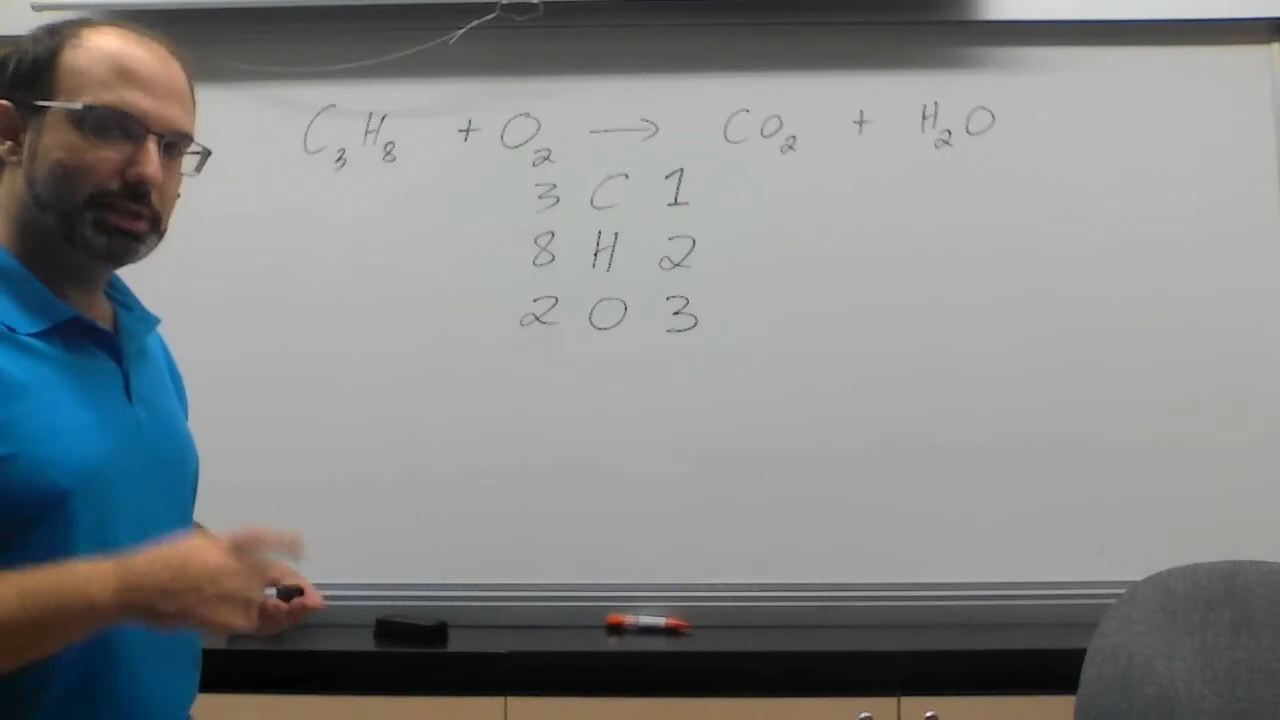 C₃H₈ + O₂ → CO₂ + H₂O
3 C 1
8 H 2
2 O 3